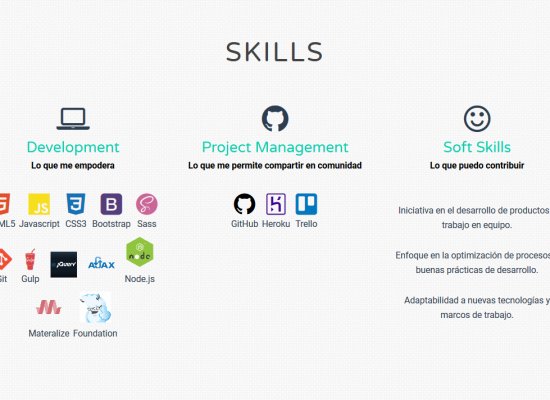 SKILLS
Development
Lo que me empodera
ML5 Javascript CSS3 Bootstrap Sass
JS
B
Git Gulp jQuery AJAX node Node.js
Materalize Foundation
Project Management
Lo que me permite compartir en comunidad
GitHub Heroku Trello
Soft Skills
Lo que puedo contribuir
Iniciativa en el desarrollo de productos
trabajo en equipo.
Enfoque en la optimización de procesos
buenas prácticas de desarrollo.
Adaptabilidad a nuevas tecnologías y
marcos de trabajo.